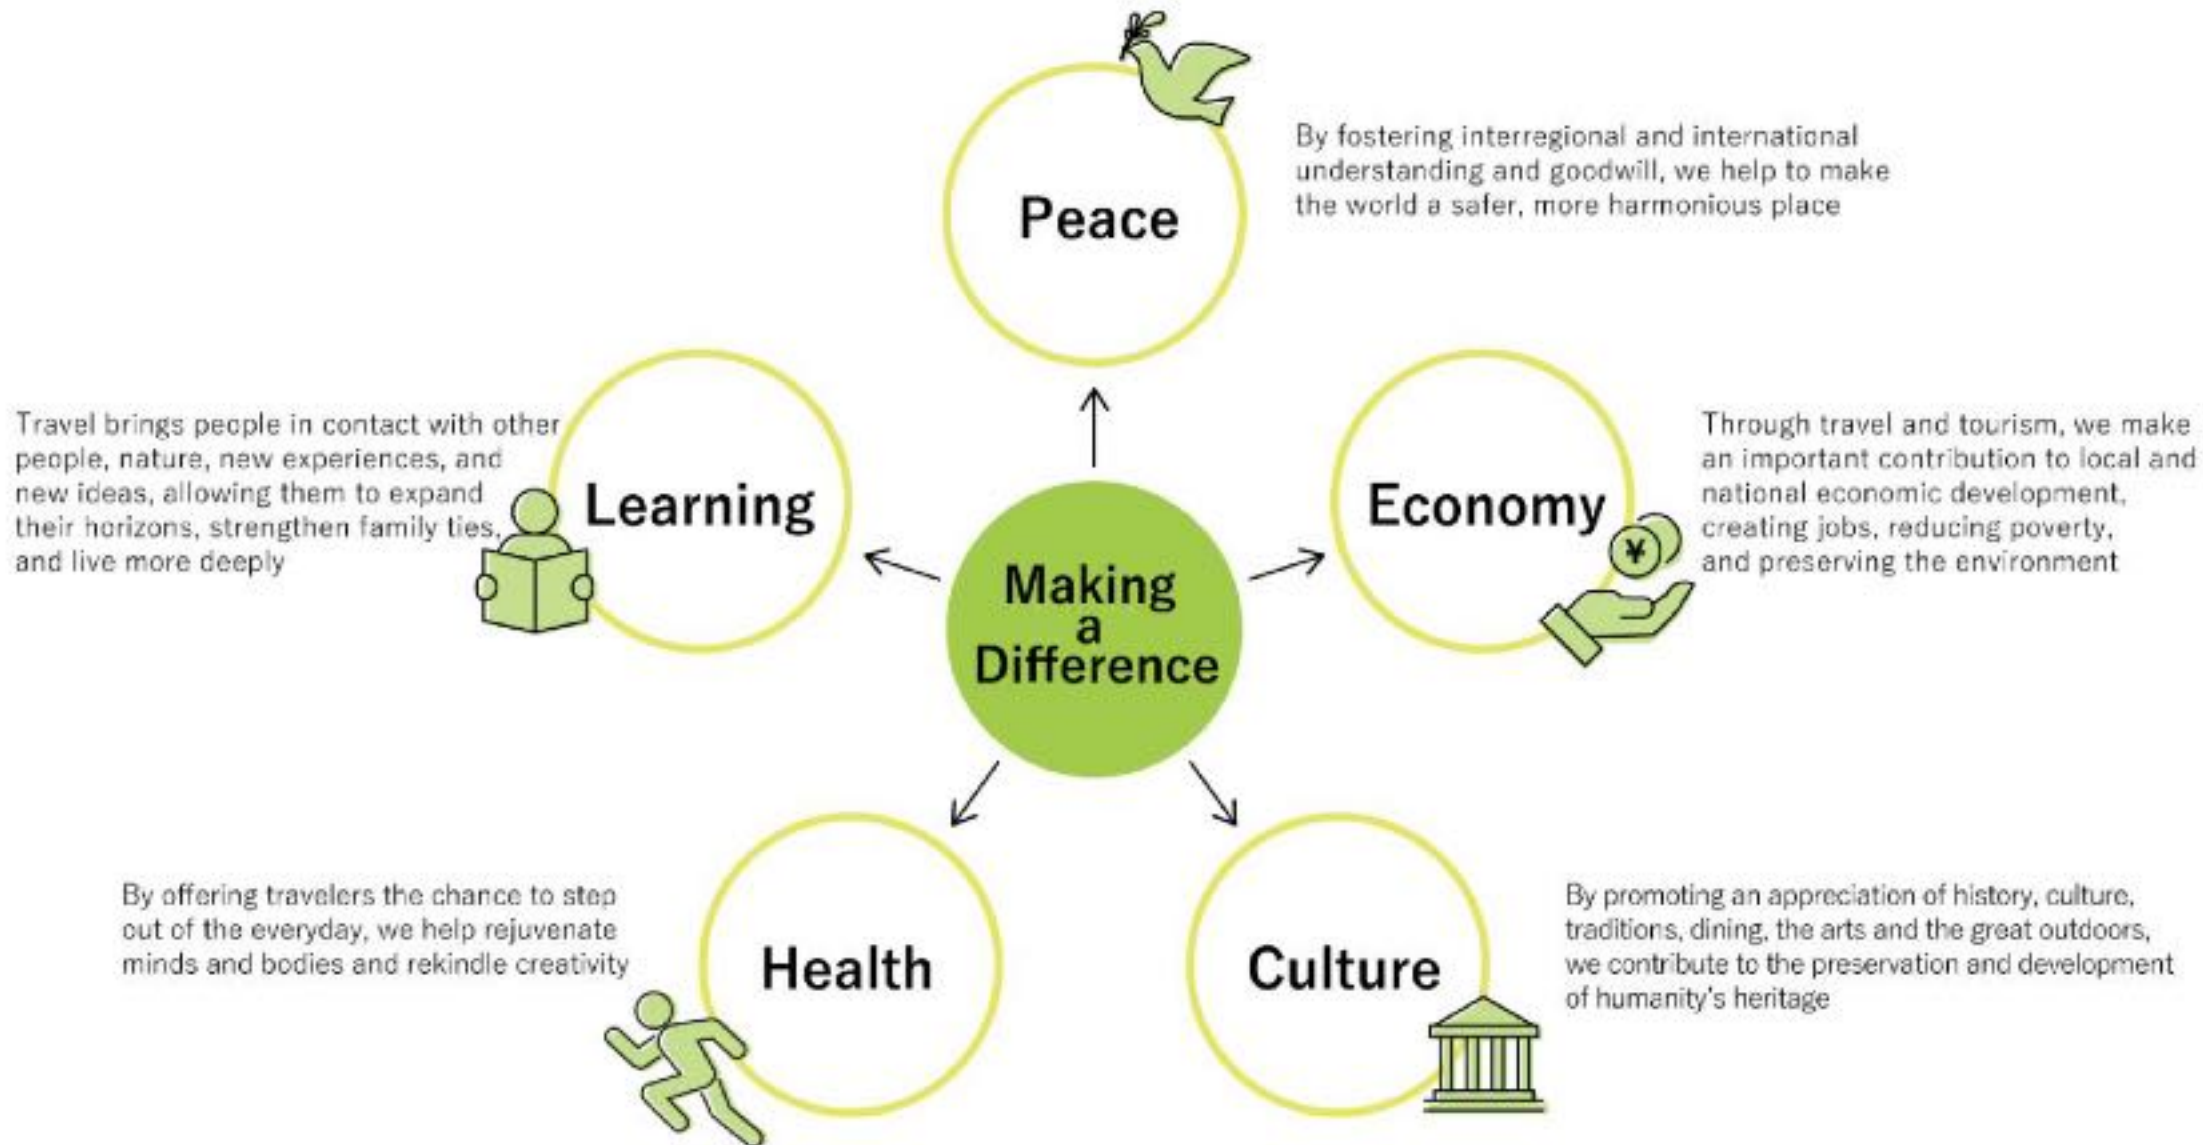 Peace
By fostering interregional and international
understanding and goodwill, we help to make
the world a safer, more harmonious place
Learning
Travel brings people in contact with other
people, nature, new experiences, and
new ideas, allowing them to expand
their horizons, strengthen family ties,
and live more deeply
Economy
¥
Through travel and tourism, we make
an important contribution to local and
national economic development,
creating jobs, reducing poverty,
and preserving the environment
Making
a
Difference
Health
By offering travelers the chance to step
out of the everyday, we help rejuvenate
minds and bodies and rekindle creativity
Culture
By promoting an appreciation of history, culture,
traditions, dining, the arts and the great outdoors,
we contribute to the preservation and development
of humanity's heritage